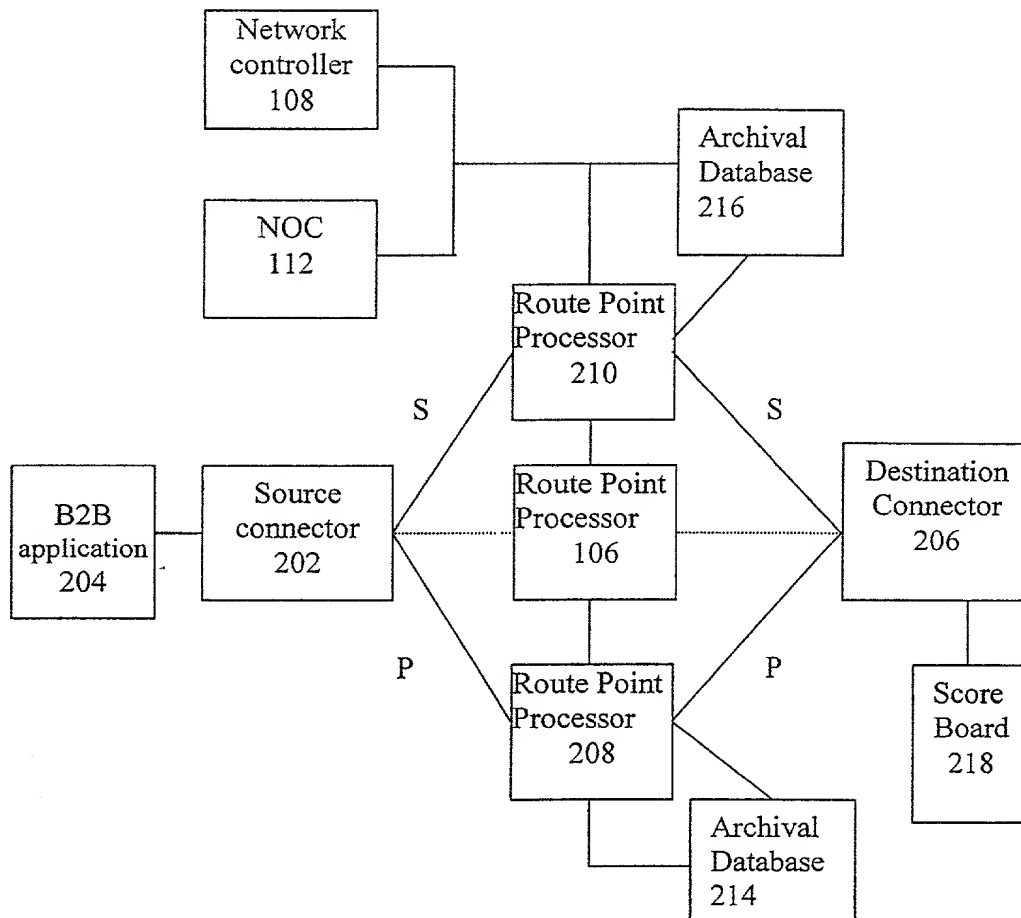 Network
controller
108
Archival
Database
216
NOC
112
Route Point
Processor
210
S
S
B2B
application
204
Source
connector
202
Route Point
Processor
106
Destination
Connector
206
P
P
Route Point
Processor
208
Score
Board
218
Archival
Database
214